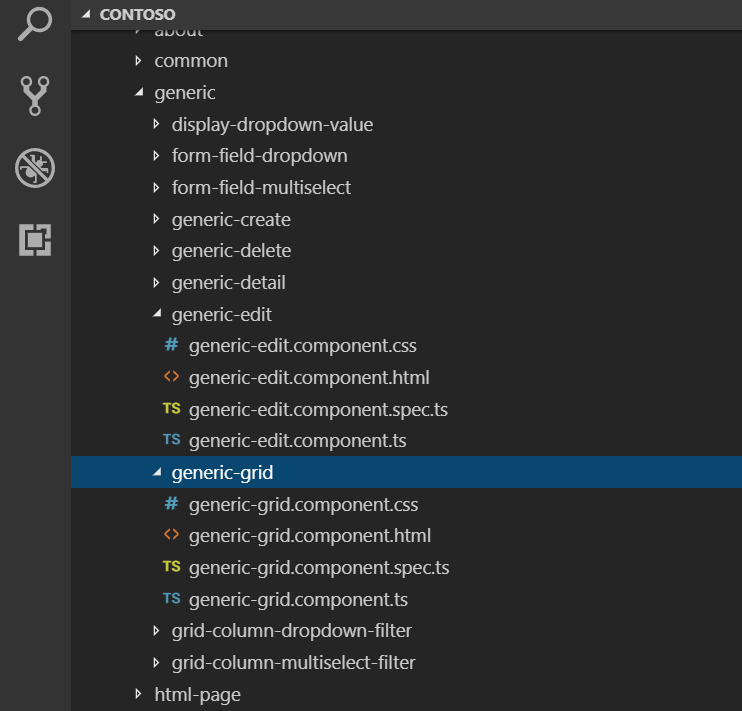 CONTOSO
about
common
generic
display-dropdown-value
form-field-dropdown
form-field-multiselect
generic-create
generic-delete
generic-detail
generic-edit
# generic-edit.component.css
<> generic-edit.component.html
TS generic-edit.component.spec.ts
TS generic-edit.component.ts
generic-grid
# generic-grid.component.css
<> generic-grid.component.html
TS generic-grid.component.spec.ts
TS generic-grid.component.ts
grid-column-dropdown-filter
grid-column-multiselect-filter
html-page